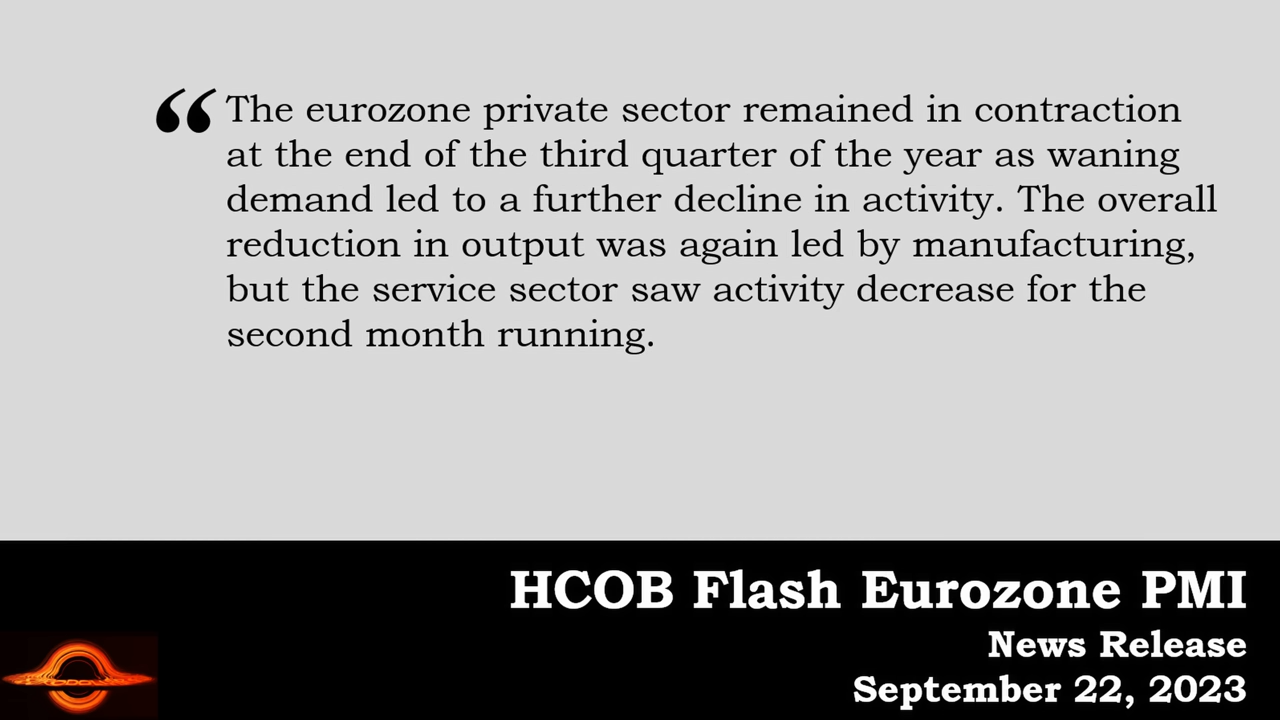 “The eurozone private sector remained in contraction
at the end of the third quarter of the year as waning
demand led to a further decline in activity. The overall
reduction in output was again led by manufacturing,
but the service sector saw activity decrease for the
second month running.
HCOB Flash Eurozone PMI
News Release
September 22, 2023